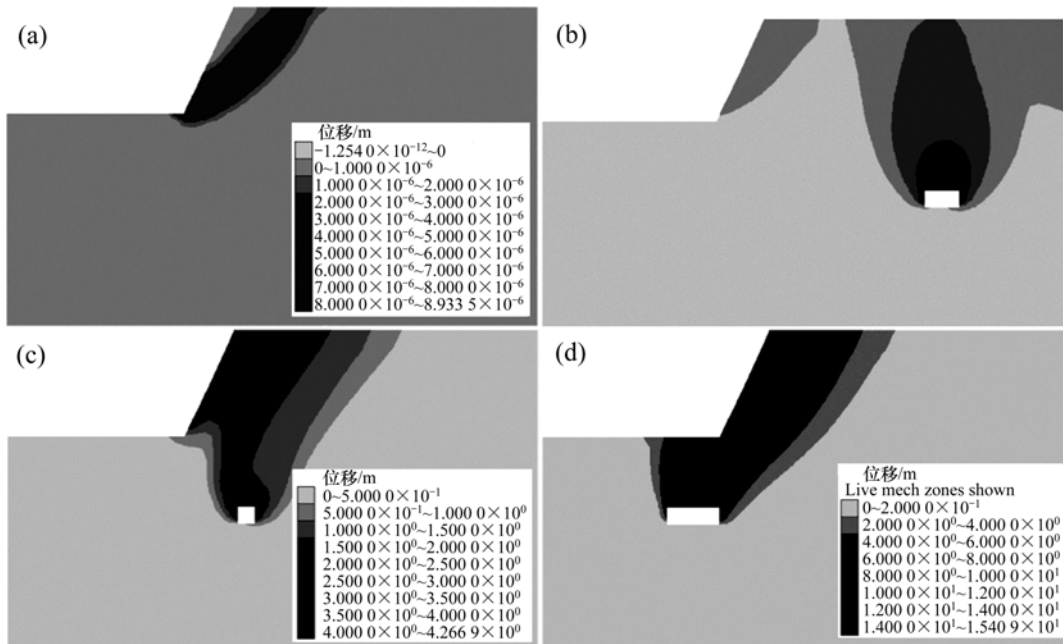 (a)
位移/m
−1.254 0×10⁻¹²~0
0~1.000 0×10⁻⁶
1.000 0×10⁻⁶~2.000 0×10⁻⁶
2.000 0×10⁻⁶~3.000 0×10⁻⁶
3.000 0×10⁻⁶~4.000 0×10⁻⁶
4.000 0×10⁻⁶~5.000 0×10⁻⁶
5.000 0×10⁻⁶~6.000 0×10⁻⁶
6.000 0×10⁻⁶~7.000 0×10⁻⁶
7.000 0×10⁻⁶~8.000 0×10⁻⁶
8.000 0×10⁻⁶~8.933 5×10⁻⁶
(b)
(c)
位移/m
0~5.000 0×10⁻¹
5.000 0×10⁻¹~1.000 0×10⁰
1.000 0×10⁰~1.500 0×10⁰
1.500 0×10⁰~2.000 0×10⁰
2.000 0×10⁰~2.500 0×10⁰
2.500 0×10⁰~3.000 0×10⁰
3.000 0×10⁰~3.500 0×10⁰
3.500 0×10⁰~4.000 0×10⁰
4.000 0×10⁰~4.266 9×10⁰
(d)
位移/m
Live mech zones shown
0~2.000 0×10⁻¹
2.000 0×10⁰~4.000 0×10⁰
4.000 0×10⁰~6.000 0×10⁰
6.000 0×10⁰~8.000 0×10⁰
8.000 0×10⁰~1.000 0×10¹
1.000 0×10¹~1.200 0×10¹
1.200 0×10¹~1.400 0×10¹
1.400 0×10¹~1.540 9×10¹